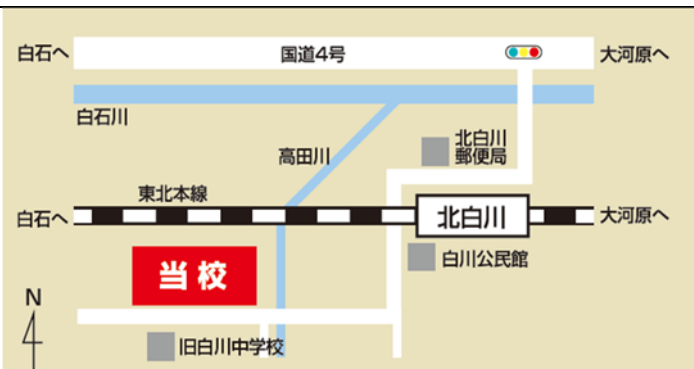 白石へ
国道4号
大河原へ
白石川
高田川
北白川
郵便局
東北本線
白石へ
北白川
大河原へ
当校
白川公民館
N
旧白川中学校